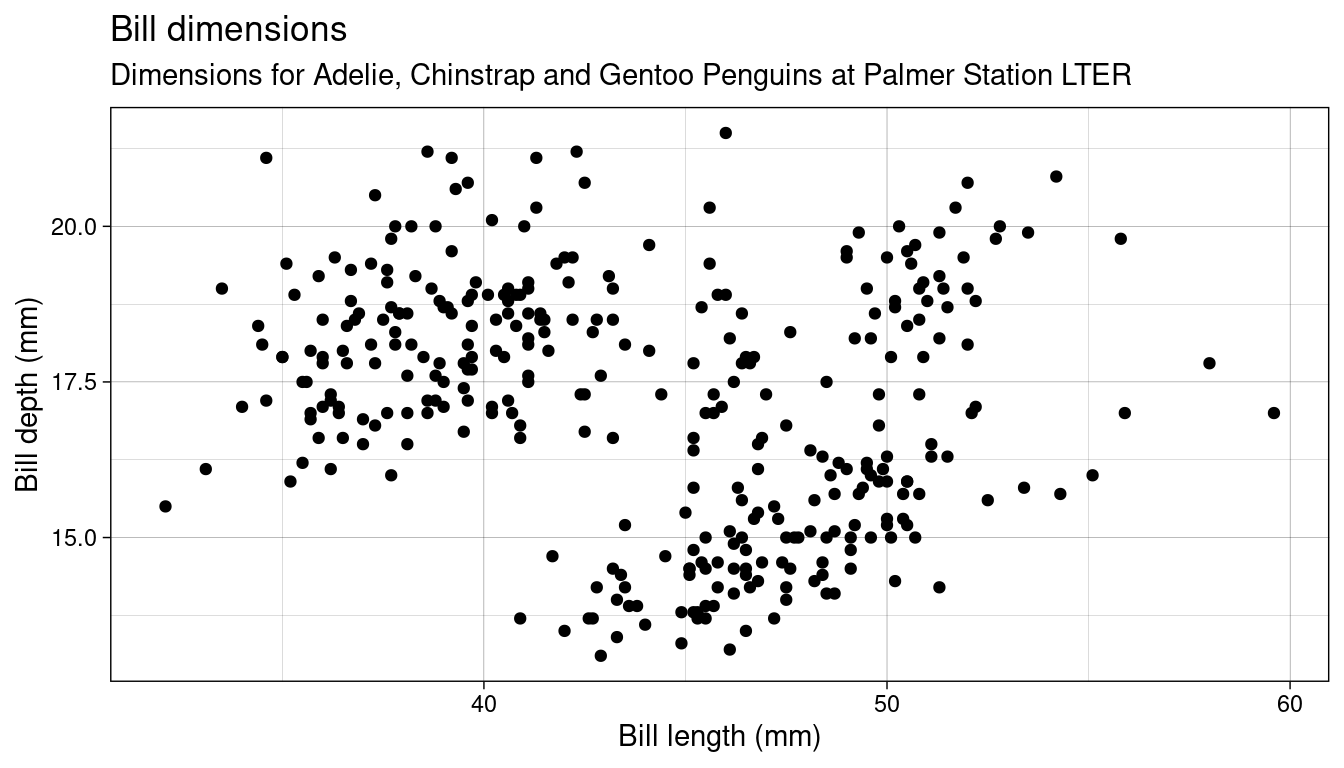 Bill dimensions
Dimensions for Adelie, Chinstrap and Gentoo Penguins at Palmer Station LTER
Bill depth (mm)
20.0
17.5
15.0
40 50 60
Bill length (mm)